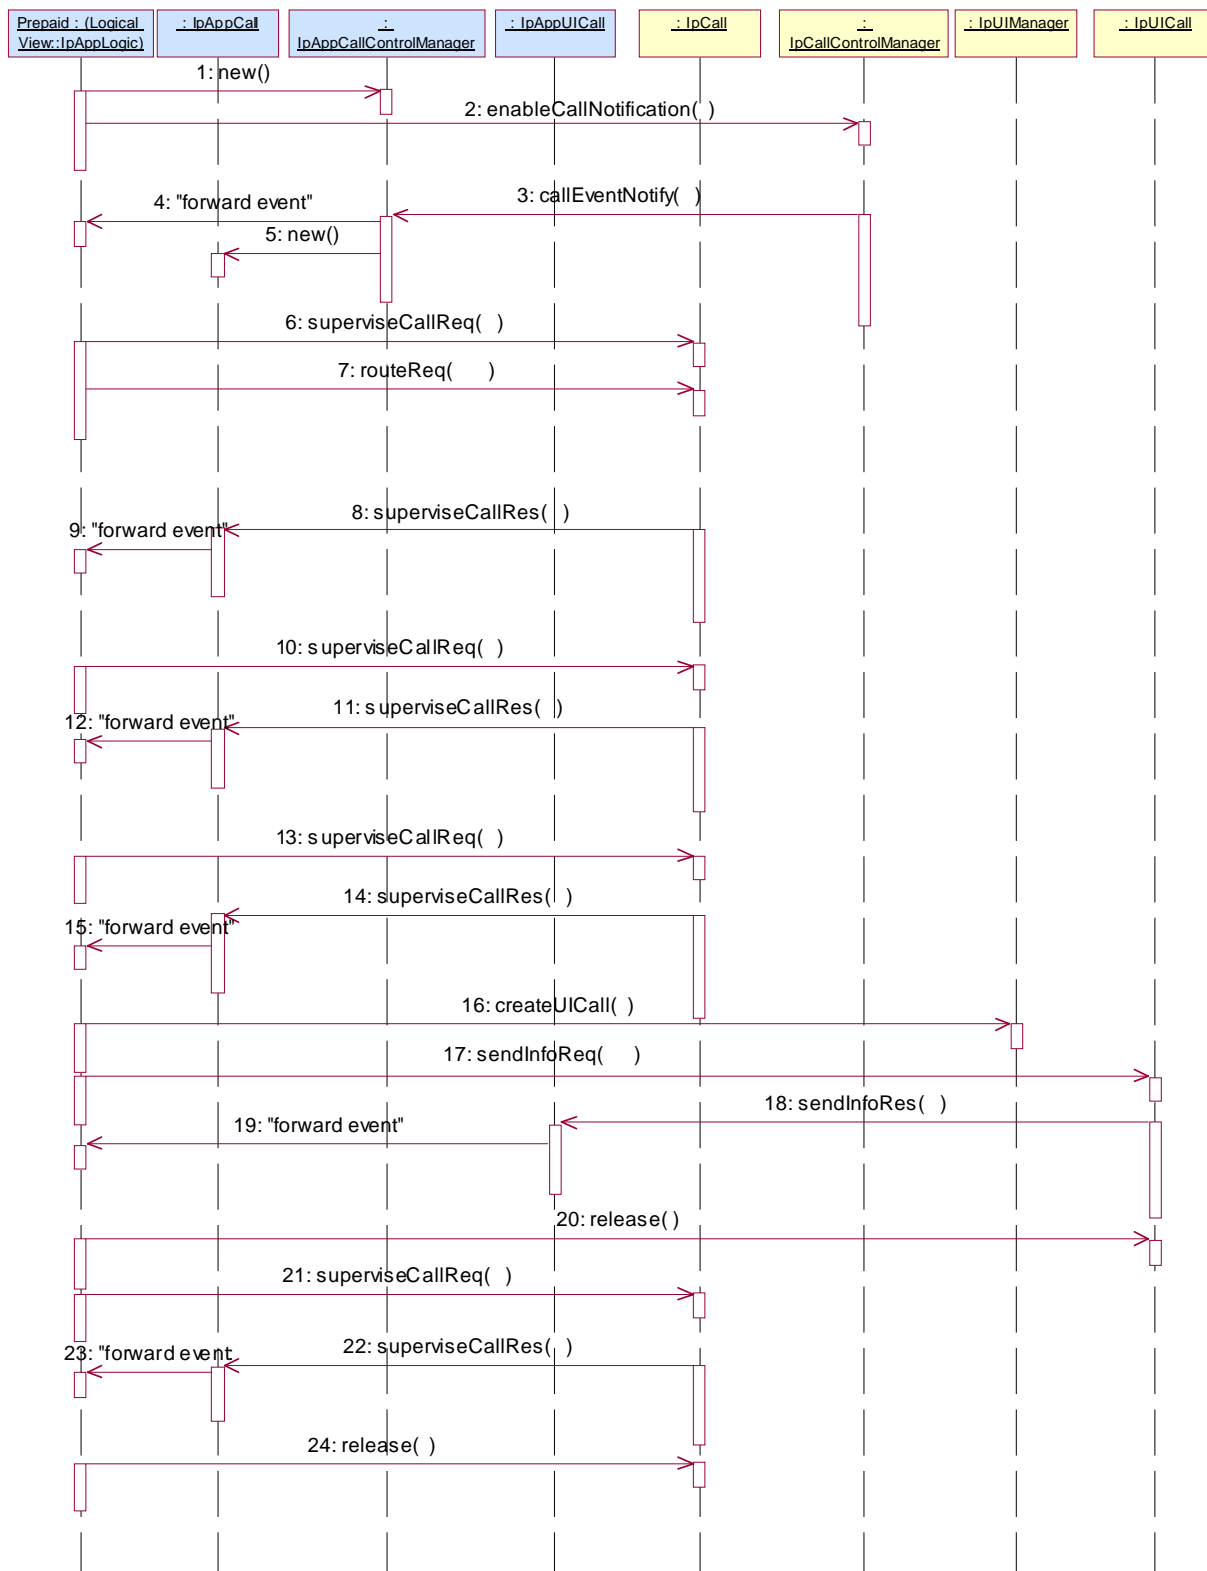 Prepaid : (Logical
View::IpAppLogic)
: IpAppCall
:
IpAppCallControlManager
: IpAppUICall
: IpCall
:
IpCallControlManager
: IpUIManager
: IpUICall
1: new()
2: enableCallNotification( )
3: callEventNotify( )
4: "forward event"
5: new()
6: superviseCallReq( )
7: routeReq( )
8: superviseCallRes( )
9: "forward event"
10: superviseCallReq( )
11: superviseCallRes( )
12: "forward event"
13: superviseCallReq( )
14: superviseCallRes( )
15: "forward event"
16: createUICall( )
17: sendInfoReq( )
18: sendInfoRes( )
19: "forward event"
20: release( )
21: superviseCallReq( )
22: superviseCallRes( )
23: "forward event:
24: release( )